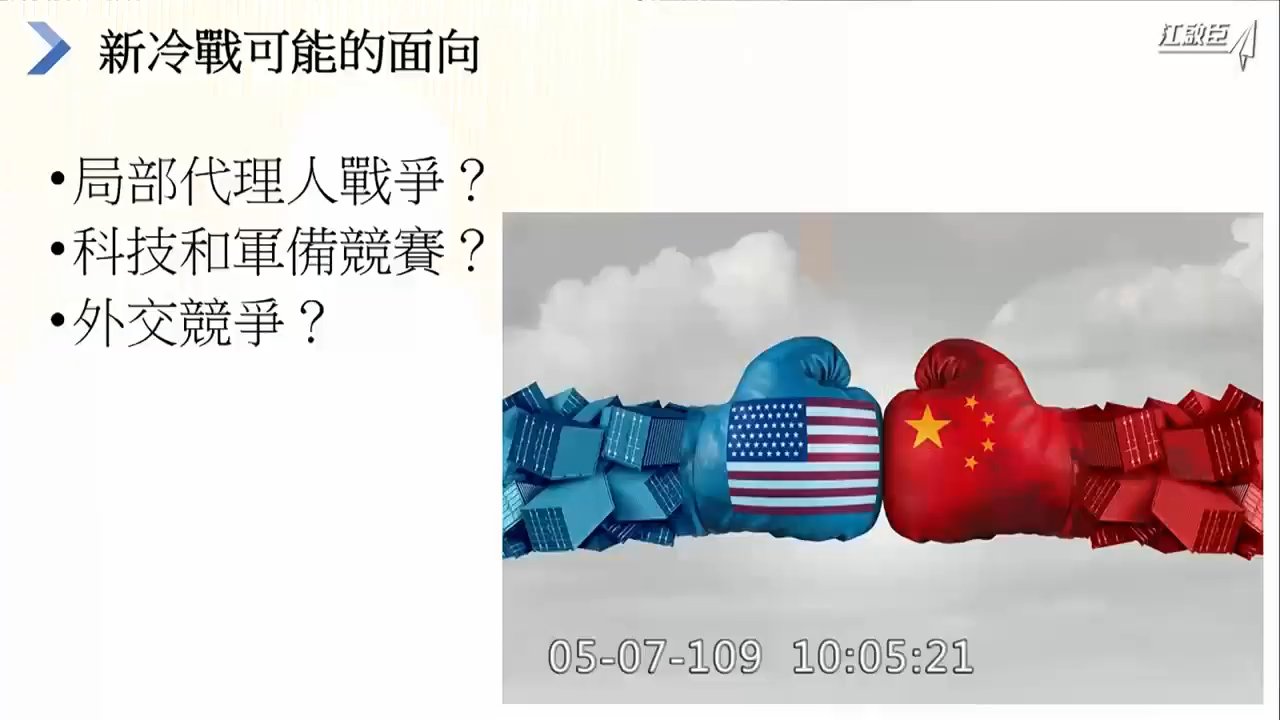 新冷戰可能的面向
江啟臣
•局部代理人戰爭？
•科技和軍備競賽？
•外交競爭？
05-07-109 10:05:21